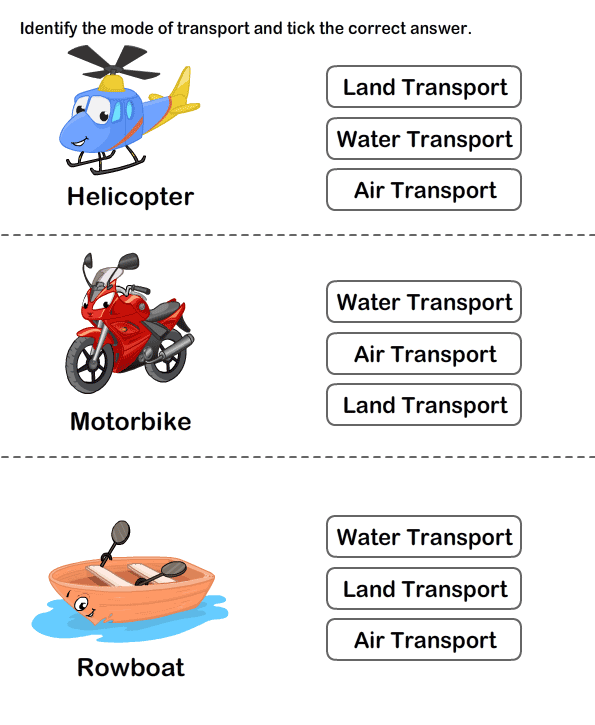 Identify the mode of transport and tick the correct answer.
Land Transport
Water Transport
Air Transport
Helicopter
Water Transport
Air Transport
Land Transport
Motorbike
Water Transport
Land Transport
Air Transport
Rowboat